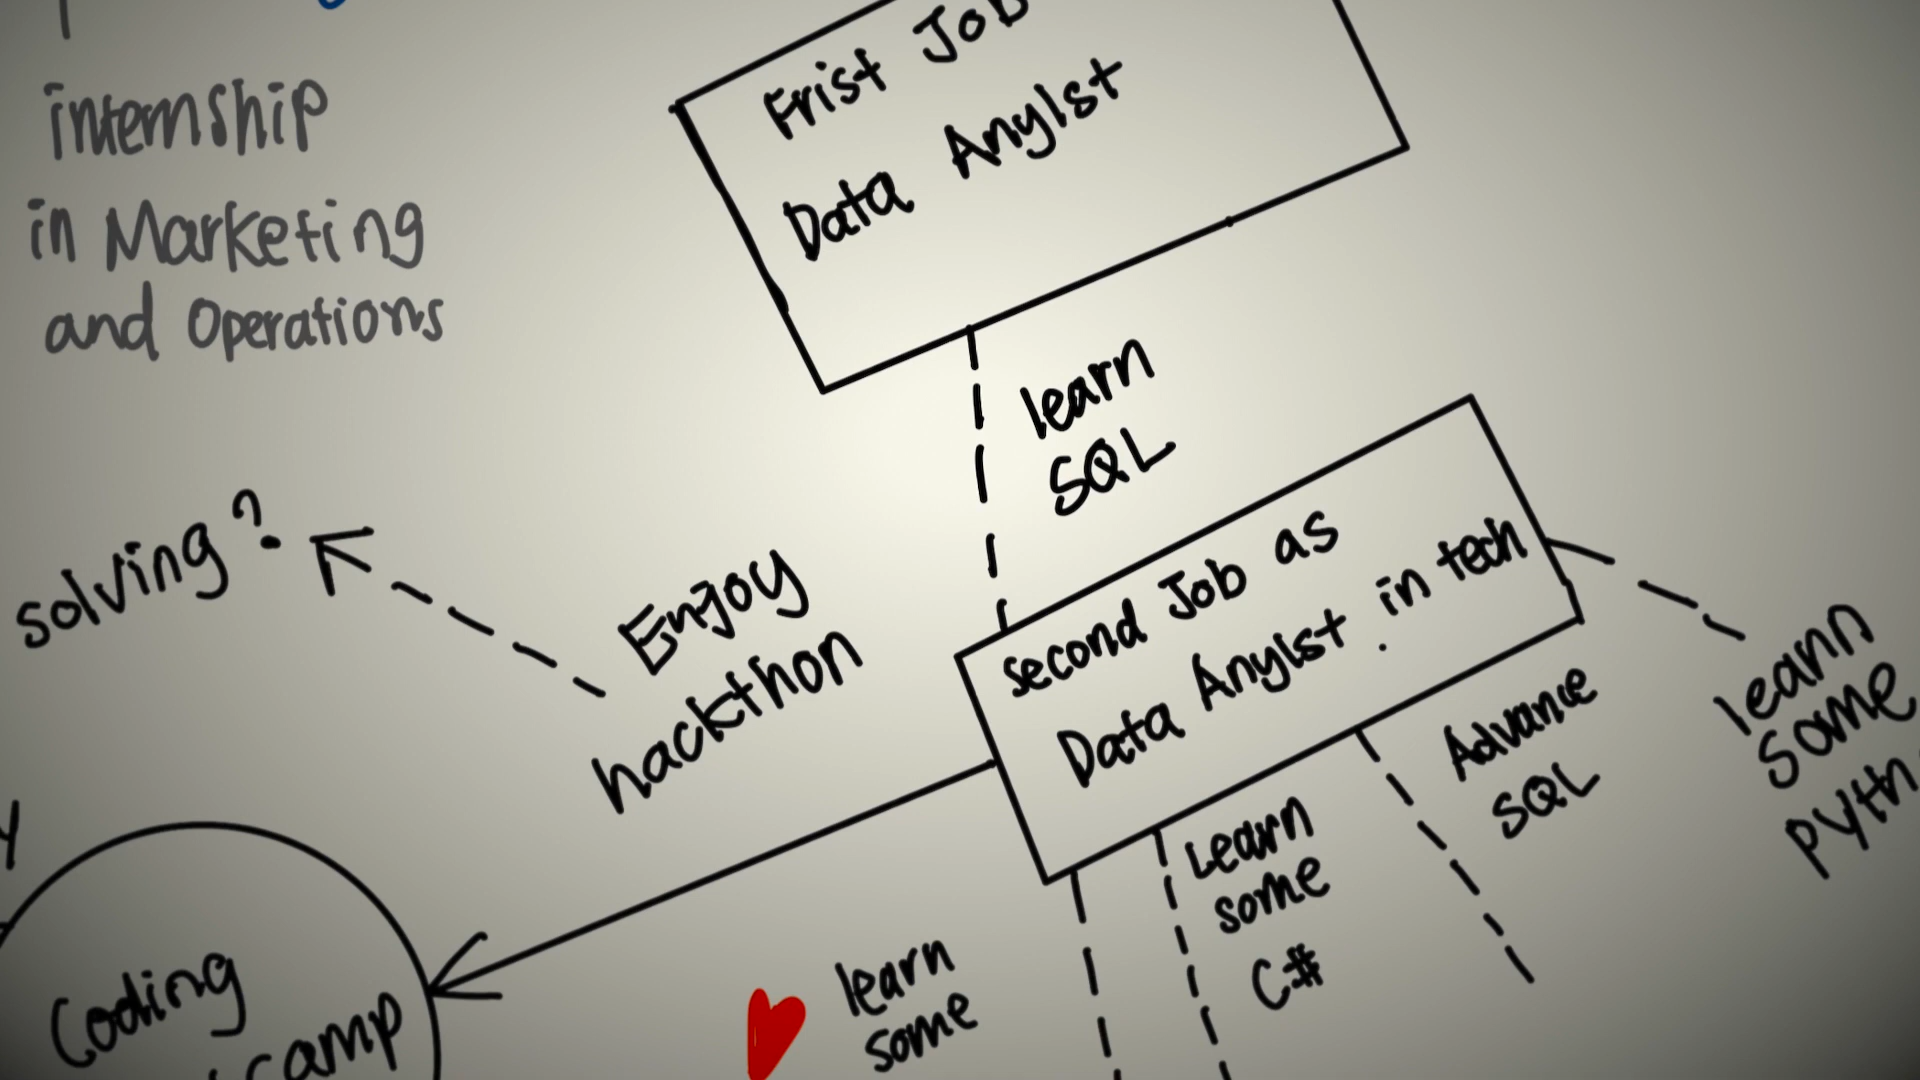 internship
in Marketing
and Operations
Frist Job
Data Anylst
learn
SQL
solving?
Enjoy
hackthon
second Job as
Data Anylst in tech
learn
some
Advance
SQL
Learn
some
C#
learn
some
Coding